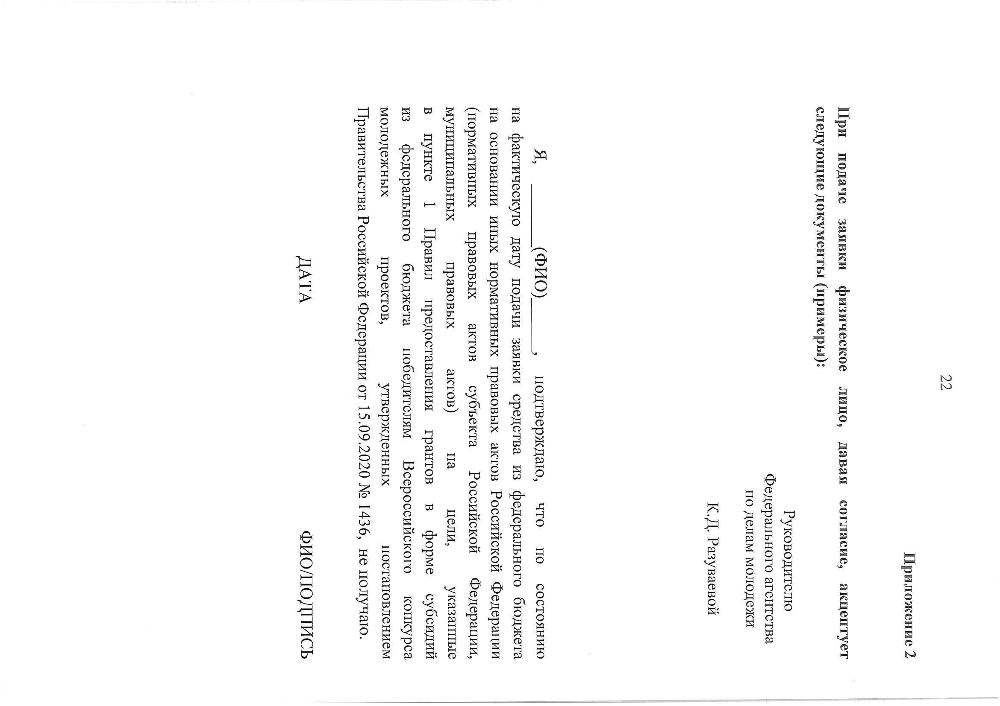 22
Приложение 2
При подаче заявки физическое лицо, давая согласие, акцептует
следующие документы (примеры):
Руководителю
Федерального агентства
по делам молодежи
К.Д. Разуваевой
Я, ________(ФИО)_______, подтверждаю, что по состоянию
на фактическую дату подачи заявки средства из федерального бюджета
на основании иных нормативных правовых актов Российской Федерации
(нормативных правовых актов субъекта Российской Федерации,
муниципальных правовых актов) на цели, указанные
в пункте 1 Правил предоставления грантов в форме субсидий
из федерального бюджета победителям Всероссийского конкурса
молодежных проектов, утвержденных постановлением
Правительства Российской Федерации от 15.09.2020 № 1436, не получаю.
ДАТА ФИО/ПОДПИСЬ